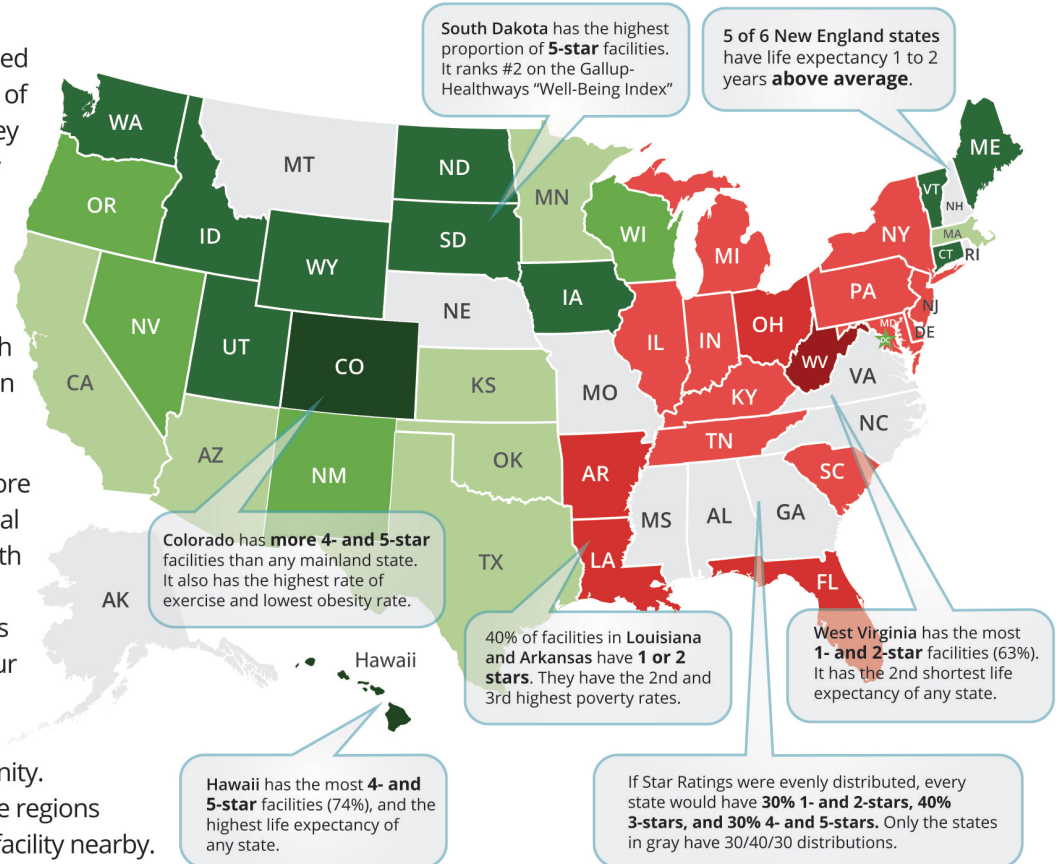 ed
of
ey
h
n
ore
al
th
s
ur
nity.
e regions
facility nearby.
South Dakota has the highest
proportion of 5-star facilities.
It ranks #2 on the Gallup-
Healthways “Well-Being Index”
5 of 6 New England states
have life expectancy 1 to 2
years above average.
WA
MT
ND
MN
ME
VT
NH
OR
ID
SD
WI
MI
NY
MA
CT
RI
WY
IA
PA
NJ
NE
NV
UT
IL
IN
OH
MD
DE
DC
CO
WV
VA
CA
KS
MO
KY
NC
AZ
OK
TN
NM
AR
SC
MS
AL
GA
TX
LA
FL
AK
Hawaii
Colorado has more 4- and 5-star
facilities than any mainland state.
It also has the highest rate of
exercise and lowest obesity rate.
40% of facilities in Louisiana
and Arkansas have 1 or 2
stars. They have the 2nd and
3rd highest poverty rates.
West Virginia has the most
1- and 2-star facilities (63%).
It has the 2nd shortest life
expectancy of any state.
Hawaii has the most 4- and
5-star facilities (74%), and the
highest life expectancy of
any state.
If Star Ratings were evenly distributed, every
state would have 30% 1- and 2-stars, 40%
3-stars, and 30% 4- and 5-stars. Only the states
in gray have 30/40/30 distributions.